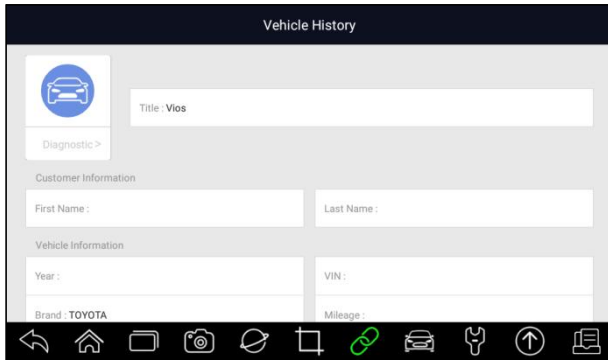 Vehicle History
Title : Vios
Diagnostic >
Customer Information
First Name :
Last Name :
Vehicle Information
Year :
VIN :
Brand : TOYOTA
Mileage :